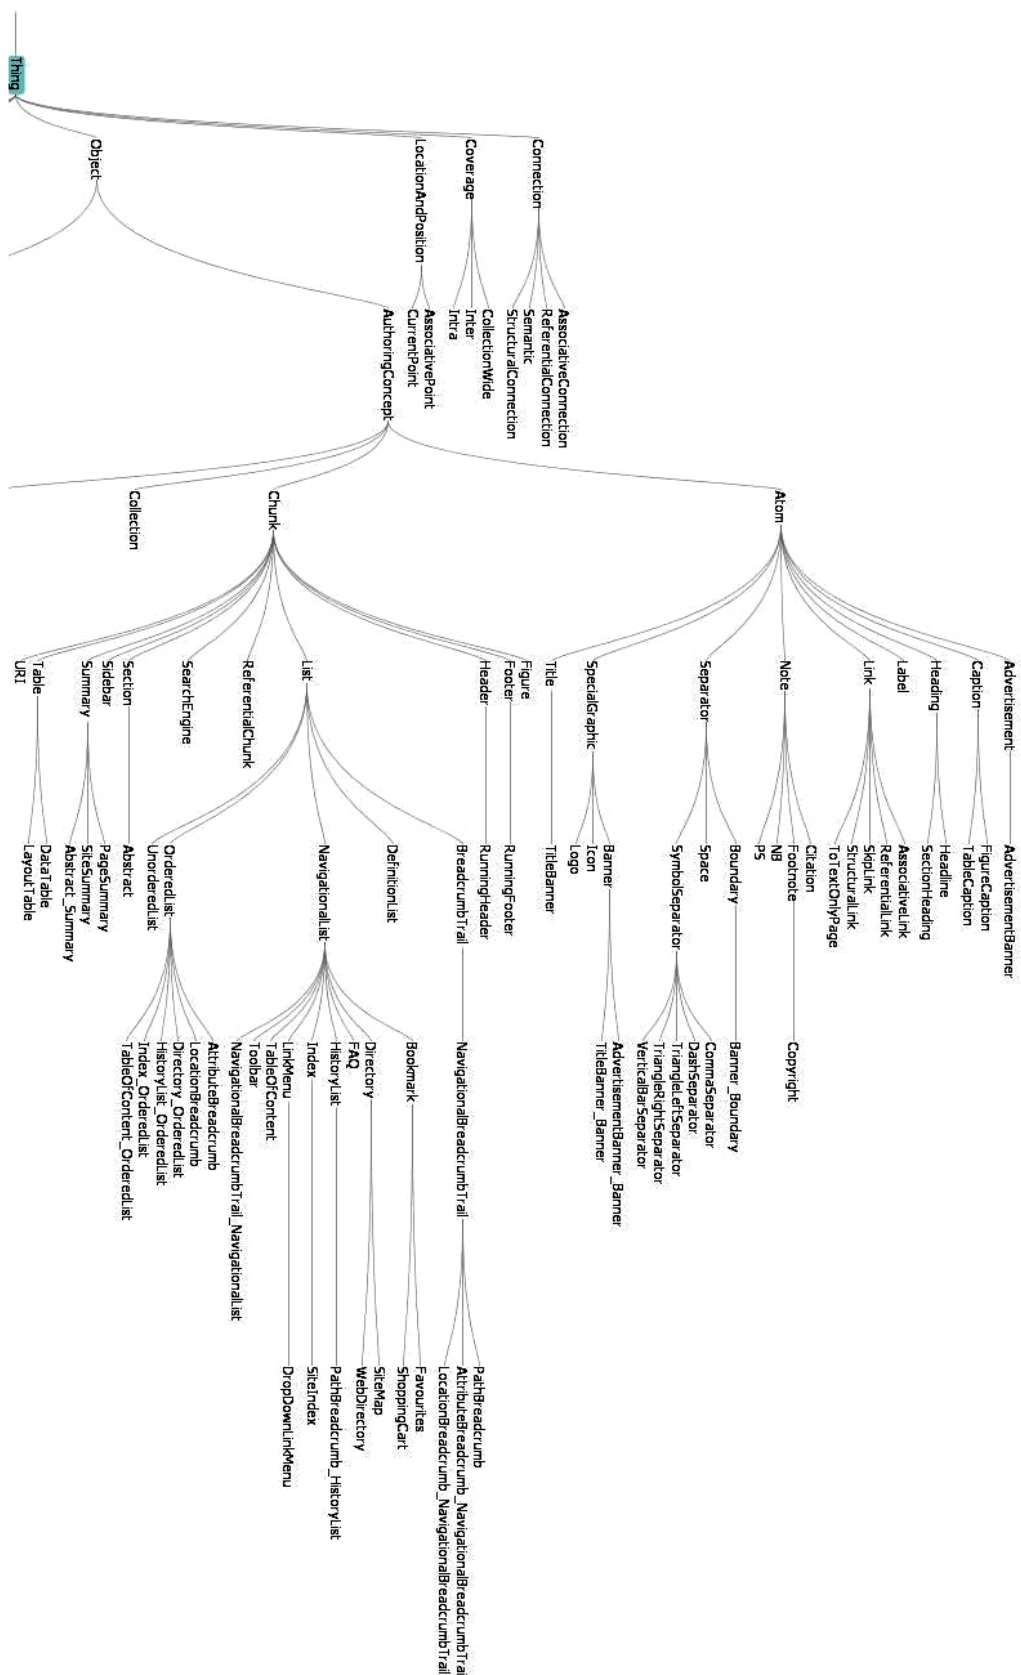 Thing
Connection
Coverage
LocationAndPosition
Object
AssociativeConnection
ReferentialConnection
Semantic
StructuralConnection
CollectionWide
Inter
Intra
AssociativePoint
CurrentPoint
AuthoringConcept
Atom
Chunk
Collection
Advertisement
Caption
Heading
Label
Link
Note
Separator
SpecialGraphic
Title
Figure
Footer
Header
List
ReferentialChunk
SearchEngine
Section
Sidebar
Summary
Table
URI
AdvertisementBanner
FigureCaption
TableCaption
Headline
SectionHeading
AssociativeLink
ReferentialLink
SkipLink
StructuralLink
ToTextOnlyPage
Citation
Footnote
NB
PS
Boundary
Space
SymbolSeparator
Banner
Icon
Logo
TitleBanner
RunningFooter
RunningHeader
BreadcrumbTrail
DefinitionList
NavigationalList
OrderedList
UnorderedList
Abstract
PageSummary
SiteSummary
Abstract_Summary
DataTable
LayoutTable
Copyright
Banner_Boundary
CommaSeparator
DashSeparator
TriangleLeftSeparator
TriangleRightSeparator
VerticalBarSeparator
AdvertisementBanner_Banner
TitleBanner_Banner
NavigationalBreadcrumbTrail
Bookmark
Directory
FAQ
HistoryList
Index
LinkMenu
TableOfContent
Toolbar
NavigationalBreadcrumbTrail_NavigationalList
AttributeBreadcrumb
LocationBreadcrumb
Directory_OrderedList
HistoryList_OrderedList
Index_OrderedList
TableOfContent_OrderedList
PathBreadcrumb
AttributeBreadcrumb_NavigationalBreadcrumbTrai
LocationBreadcrumb_NavigationalBreadcrumbTrail
Favourites
ShoppingCart
SiteMap
WebDirectory
PathBreadcrumb_HistoryList
SiteIndex
DropDownLinkMenu